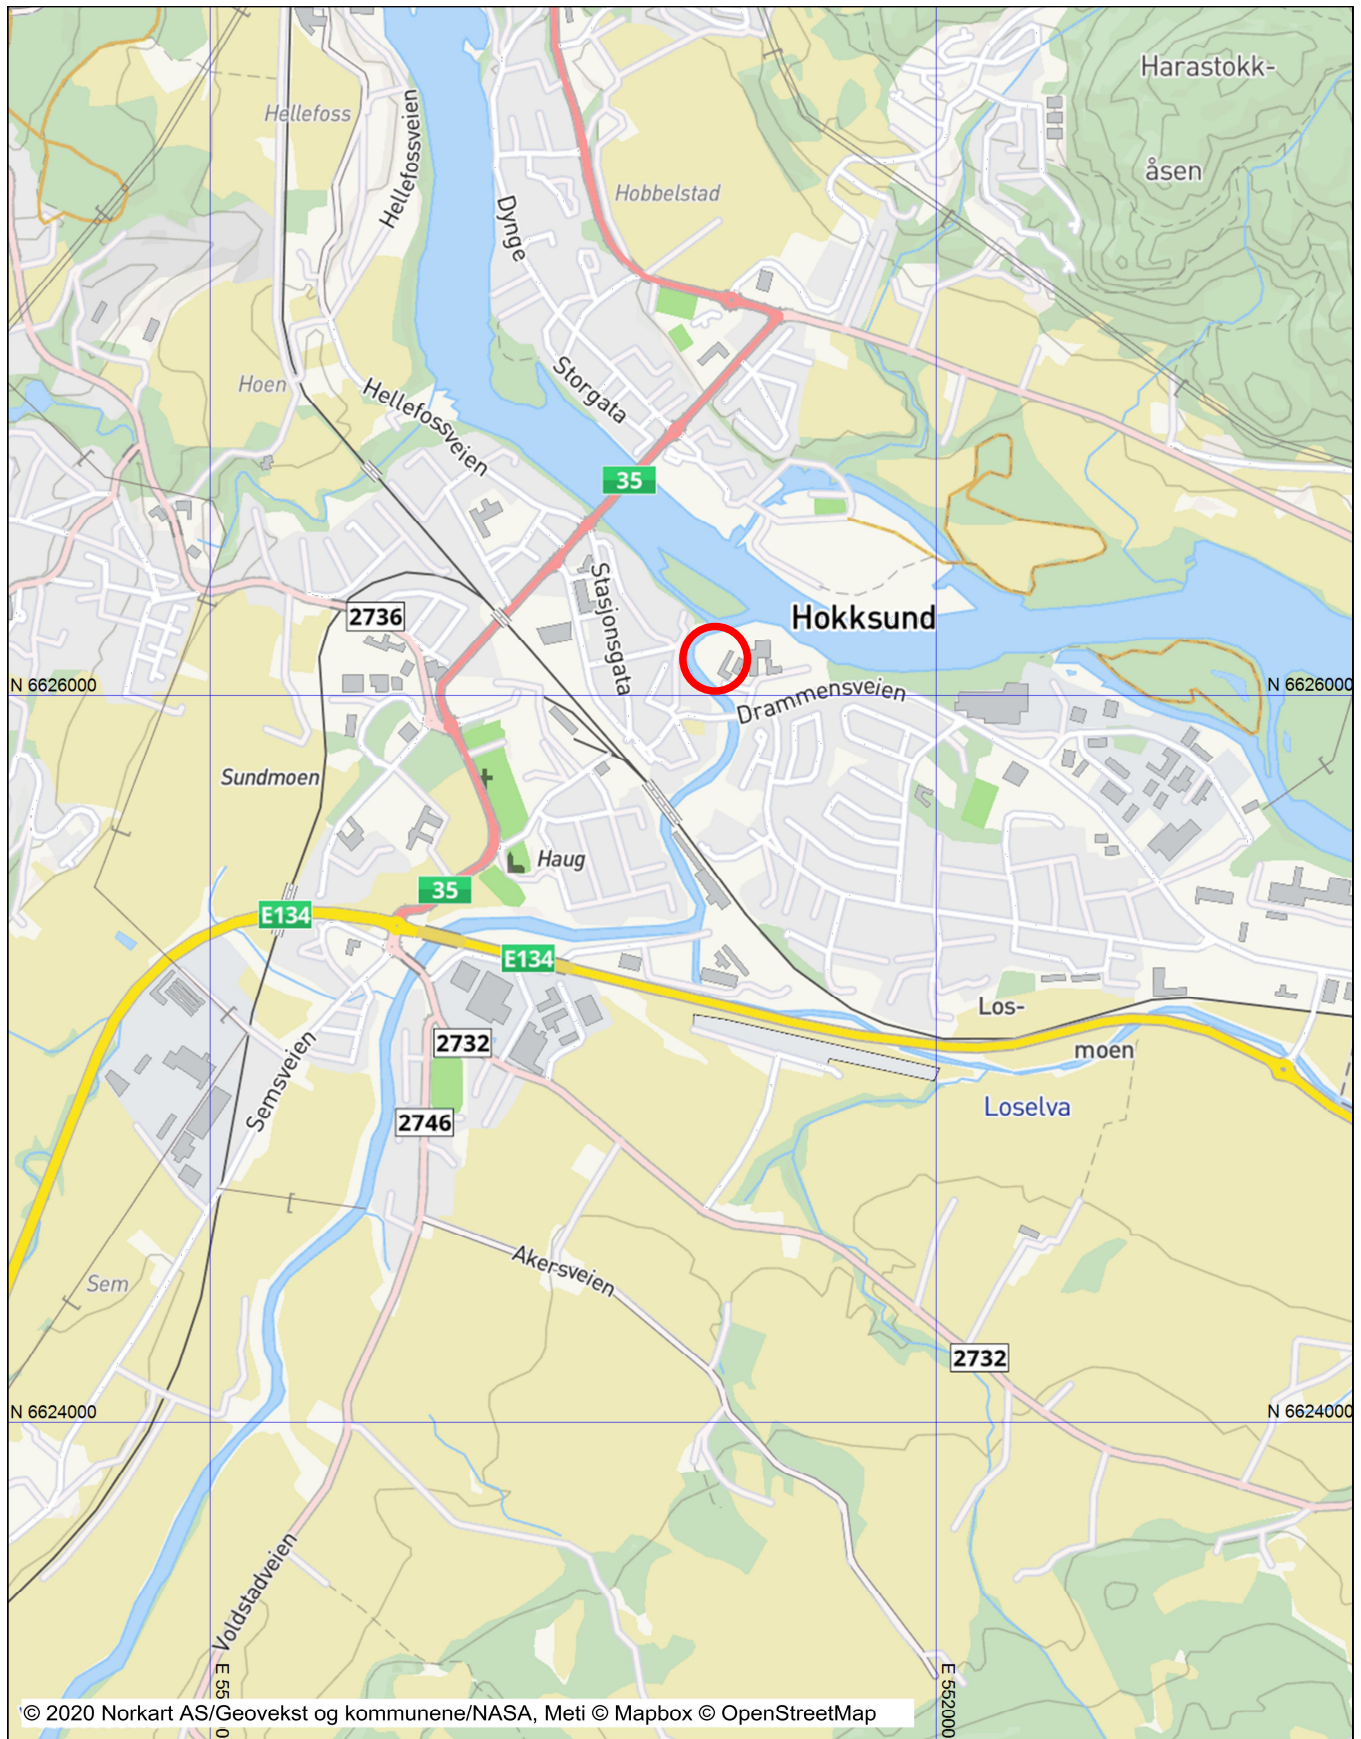 Harastokk-
åsen
Hellefoss
Hellefossveien
Hobbelstad
Dynge
Storgata
Hoen
Hellefossveien
35
Stasjonsgata
2736
Hokksund
N 6626000
N 6626000
Drammensveien
Sundmoen
Haug
35
E134
E134
Los-
moen
2732
Semsveien
Loselva
2746
Akersveien
Sem
2732
N 6624000
N 6624000
Voldstadveien
E 552000
© 2020 Norkart AS/Geovekst og kommunene/NASA, Meti © Mapbox © OpenStreetMap